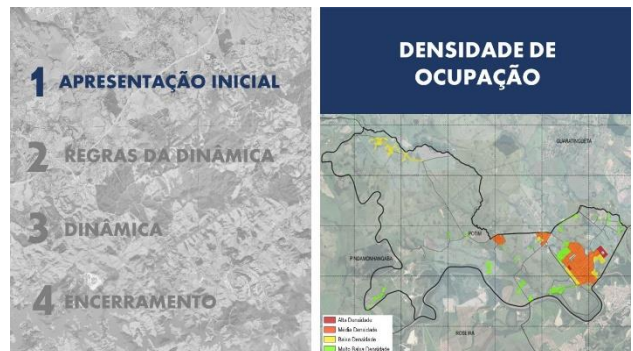 1 APRESENTAÇÃO INICIAL
2 REGRAS DA DINÂMICA
3 DINÂMICA
4 ENCERRAMENTO
DENSIDADE DE
OCUPAÇÃO
GUARATINGUETÁ
POTIM
PINDAMONHANGABA
ROSEIRA
Alta Densidade
Média Densidade
Baixa Densidade
Muito Baixa Densidade